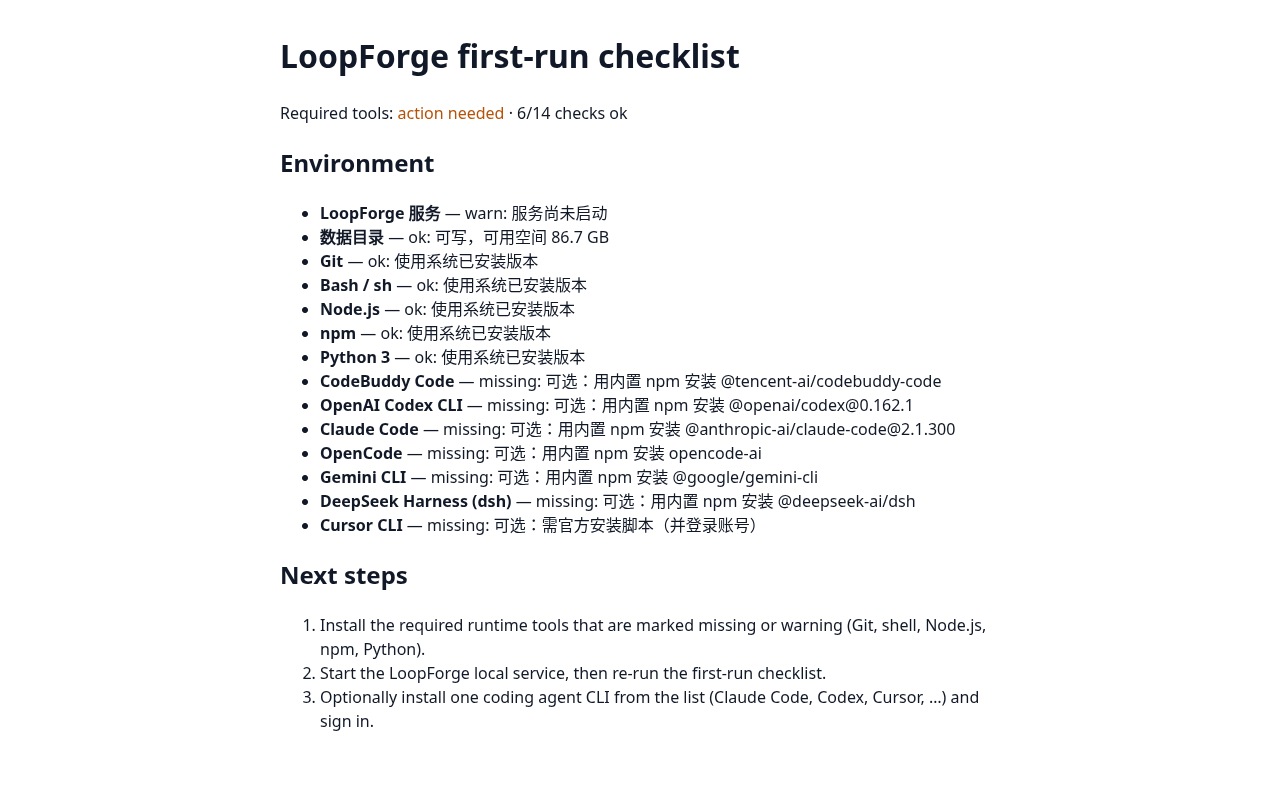 LoopForge first-run checklist
Required tools: action needed · 6/14 checks ok
Environment
• LoopForge 服务 — warn: 服务尚未启动
• 数据目录 — ok: 可写，可用空间 86.7 GB
• Git — ok: 使用系统已安装版本
• Bash / sh — ok: 使用系统已安装版本
• Node.js — ok: 使用系统已安装版本
• npm — ok: 使用系统已安装版本
• Python 3 — ok: 使用系统已安装版本
• CodeBuddy Code — missing: 可选：用内置 npm 安装 @tencent-ai/codebuddy-code
• OpenAI Codex CLI — missing: 可选：用内置 npm 安装 @openai/codex@0.162.1
• Claude Code — missing: 可选：用内置 npm 安装 @anthropic-ai/claude-code@2.1.300
• OpenCode — missing: 可选：用内置 npm 安装 opencode-ai
• Gemini CLI — missing: 可选：用内置 npm 安装 @google/gemini-cli
• DeepSeek Harness (dsh) — missing: 可选：用内置 npm 安装 @deepseek-ai/dsh
• Cursor CLI — missing: 可选：需官方安装脚本（并登录账号）
Next steps
1. Install the required runtime tools that are marked missing or warning (Git, shell, Node.js,
npm, Python).
2. Start the LoopForge local service, then re-run the first-run checklist.
3. Optionally install one coding agent CLI from the list (Claude Code, Codex, Cursor, …) and
sign in.